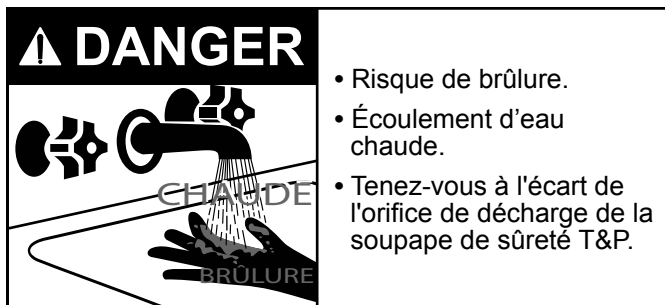 DANGER
CHAUDE
BRÛLURE
• Risque de brûlure.
• Écoulement d’eau
chaude.
• Tenez-vous à l'écart de
l'orifice de décharge de la
soupape de sûreté T&P.